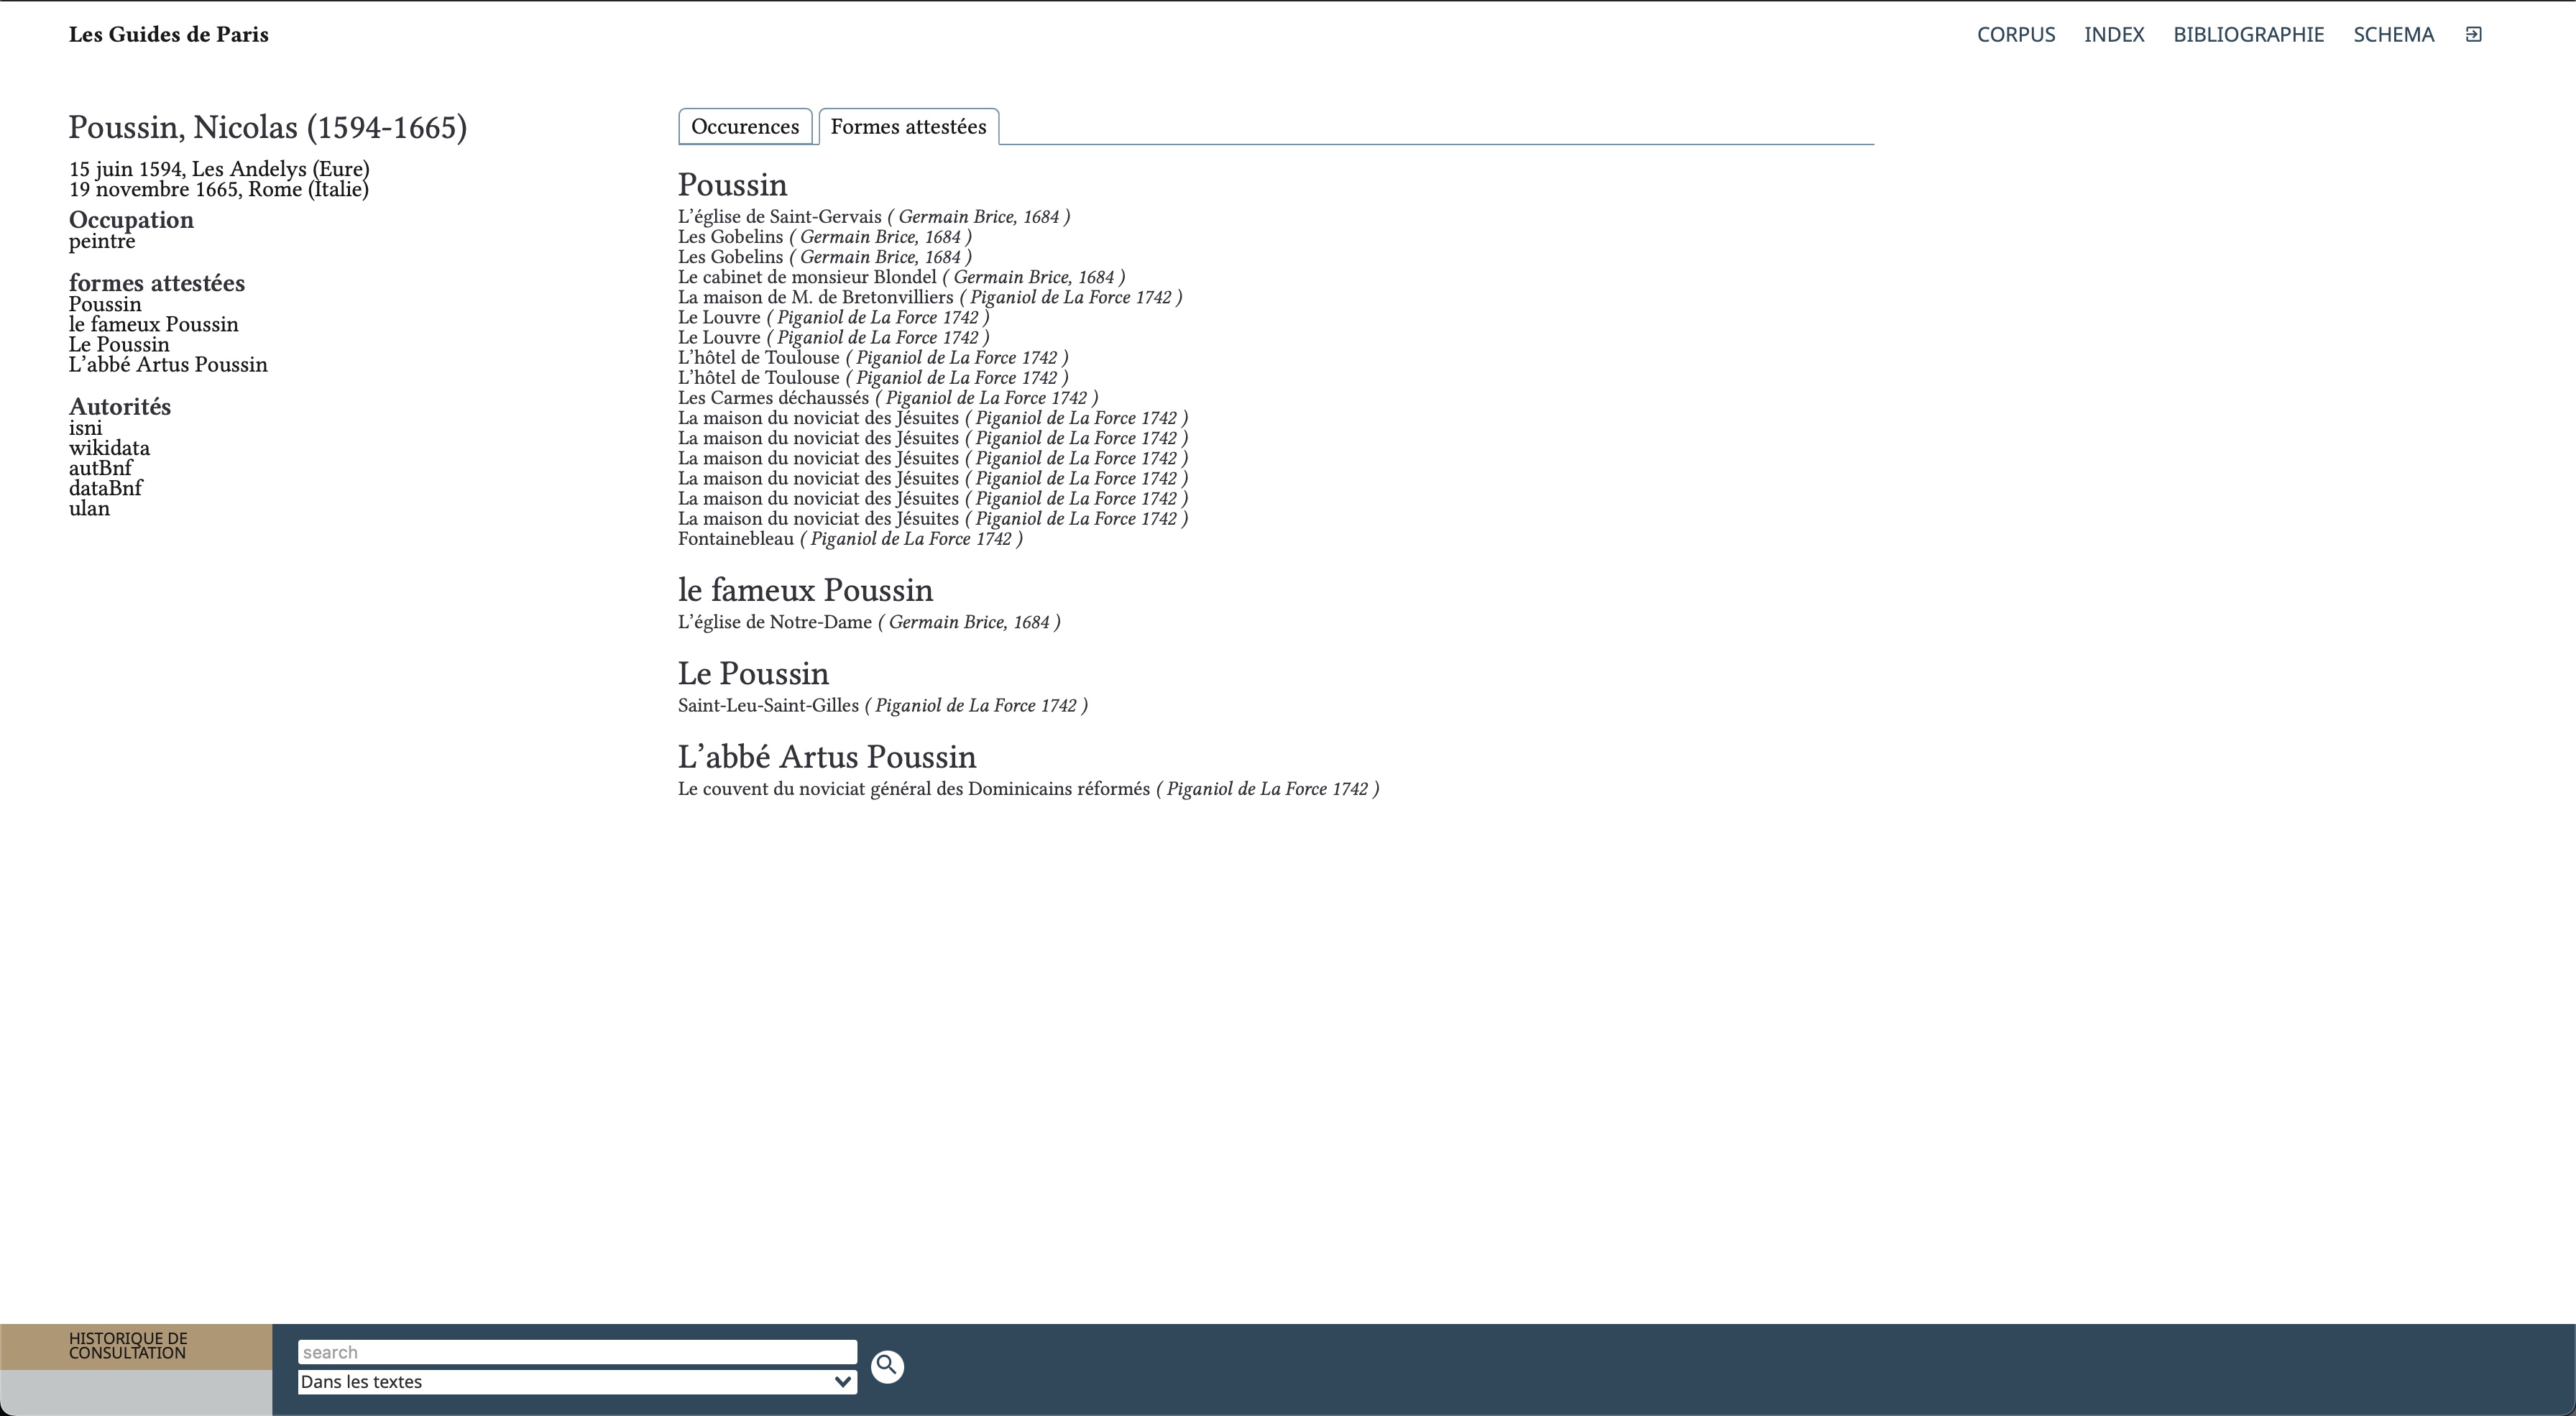 Les Guides de Paris
CORPUS INDEX BIBLIOGRAPHIE SCHEMA
Poussin, Nicolas (1594-1665)
15 juin 1594, Les Andelys (Eure)
19 novembre 1665, Rome (Italie)
Occupation
peintre
formes attestées
Poussin
le fameux Poussin
Le Poussin
L’abbé Artus Poussin
Autorités
isni
wikidata
autBnf
dataBnf
ulan
Occurences Formes attestées
Poussin
L’église de Saint-Gervais ( Germain Brice, 1684 )
Les Gobelins ( Germain Brice, 1684 )
Les Gobelins ( Germain Brice, 1684 )
Le cabinet de monsieur Blondel ( Germain Brice, 1684 )
La maison de M. de Bretonvilliers ( Piganiol de La Force 1742 )
Le Louvre ( Piganiol de La Force 1742 )
Le Louvre ( Piganiol de La Force 1742 )
L’hôtel de Toulouse ( Piganiol de La Force 1742 )
L’hôtel de Toulouse ( Piganiol de La Force 1742 )
Les Carmes déchaussés ( Piganiol de La Force 1742 )
La maison du noviciat des Jésuites ( Piganiol de La Force 1742 )
La maison du noviciat des Jésuites ( Piganiol de La Force 1742 )
La maison du noviciat des Jésuites ( Piganiol de La Force 1742 )
La maison du noviciat des Jésuites ( Piganiol de La Force 1742 )
La maison du noviciat des Jésuites ( Piganiol de La Force 1742 )
La maison du noviciat des Jésuites ( Piganiol de La Force 1742 )
Fontainebleau ( Piganiol de La Force 1742 )
le fameux Poussin
L’église de Notre-Dame ( Germain Brice, 1684 )
Le Poussin
Saint-Leu-Saint-Gilles ( Piganiol de La Force 1742 )
L’abbé Artus Poussin
Le couvent du noviciat général des Dominicains réformés ( Piganiol de La Force 1742 )
HISTORIQUE DE
CONSULTATION
search
Dans les textes